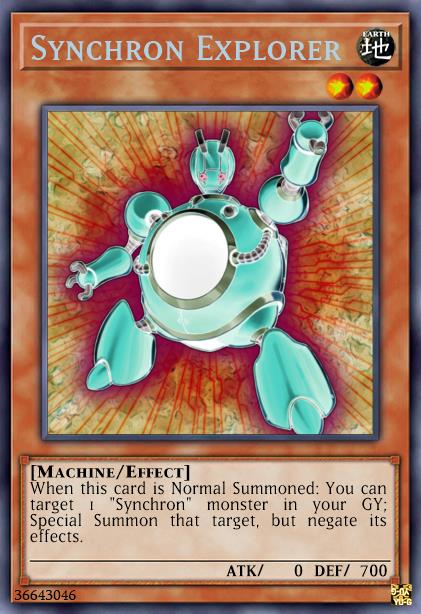 SYNCHRON EXPLORER
EARTH
地
[MACHINE/EFFECT]
When this card is Normal Summoned: You can
target 1 "Synchron" monster in your GY;
Special Summon that target, but negate its
effects.
ATK/ 0 DEF/ 700
36643046